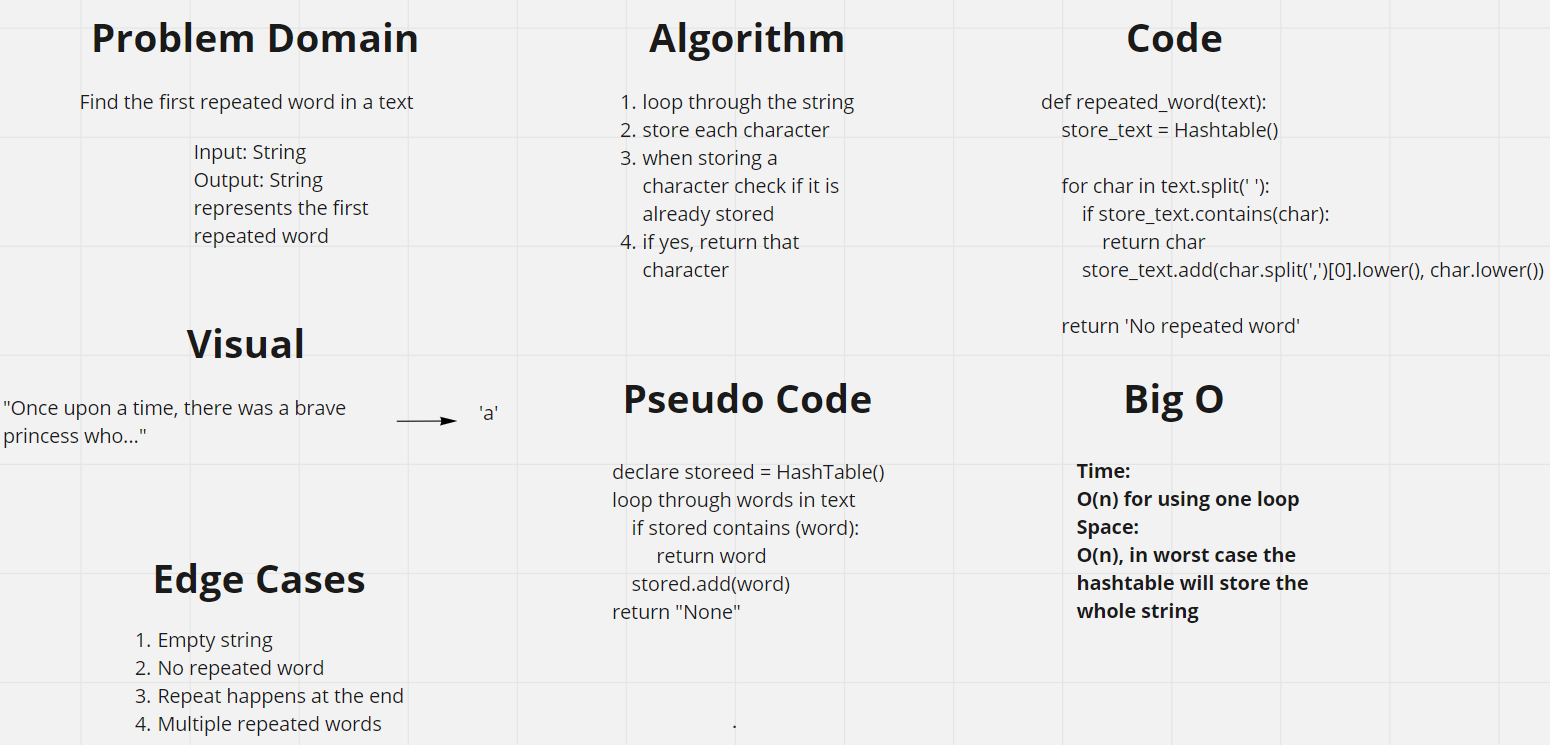 Problem Domain
Find the first repeated word in a text
Input: String
Output: String
represents the first
repeated word
Visual
"Once upon a time, there was a brave
princess who..."
'a'
Edge Cases
1. Empty string
2. No repeated word
3. Repeat happens at the end
4. Multiple repeated words
Algorithm
1. loop through the string
2. store each character
3. when storing a
character check if it is
already stored
4. if yes, return that
character
Pseudo Code
declare storeed = HashTable()
loop through words in text
if stored contains (word):
return word
stored.add(word)
return "None"
.
Code
def repeated_word(text):
store_text = Hashtable()
for char in text.split(' '):
if store_text.contains(char):
return char
store_text.add(char.split(',')[0].lower(), char.lower())
return 'No repeated word'
Big O
Time:
O(n) for using one loop
Space:
O(n), in worst case the
hashtable will store the
whole string